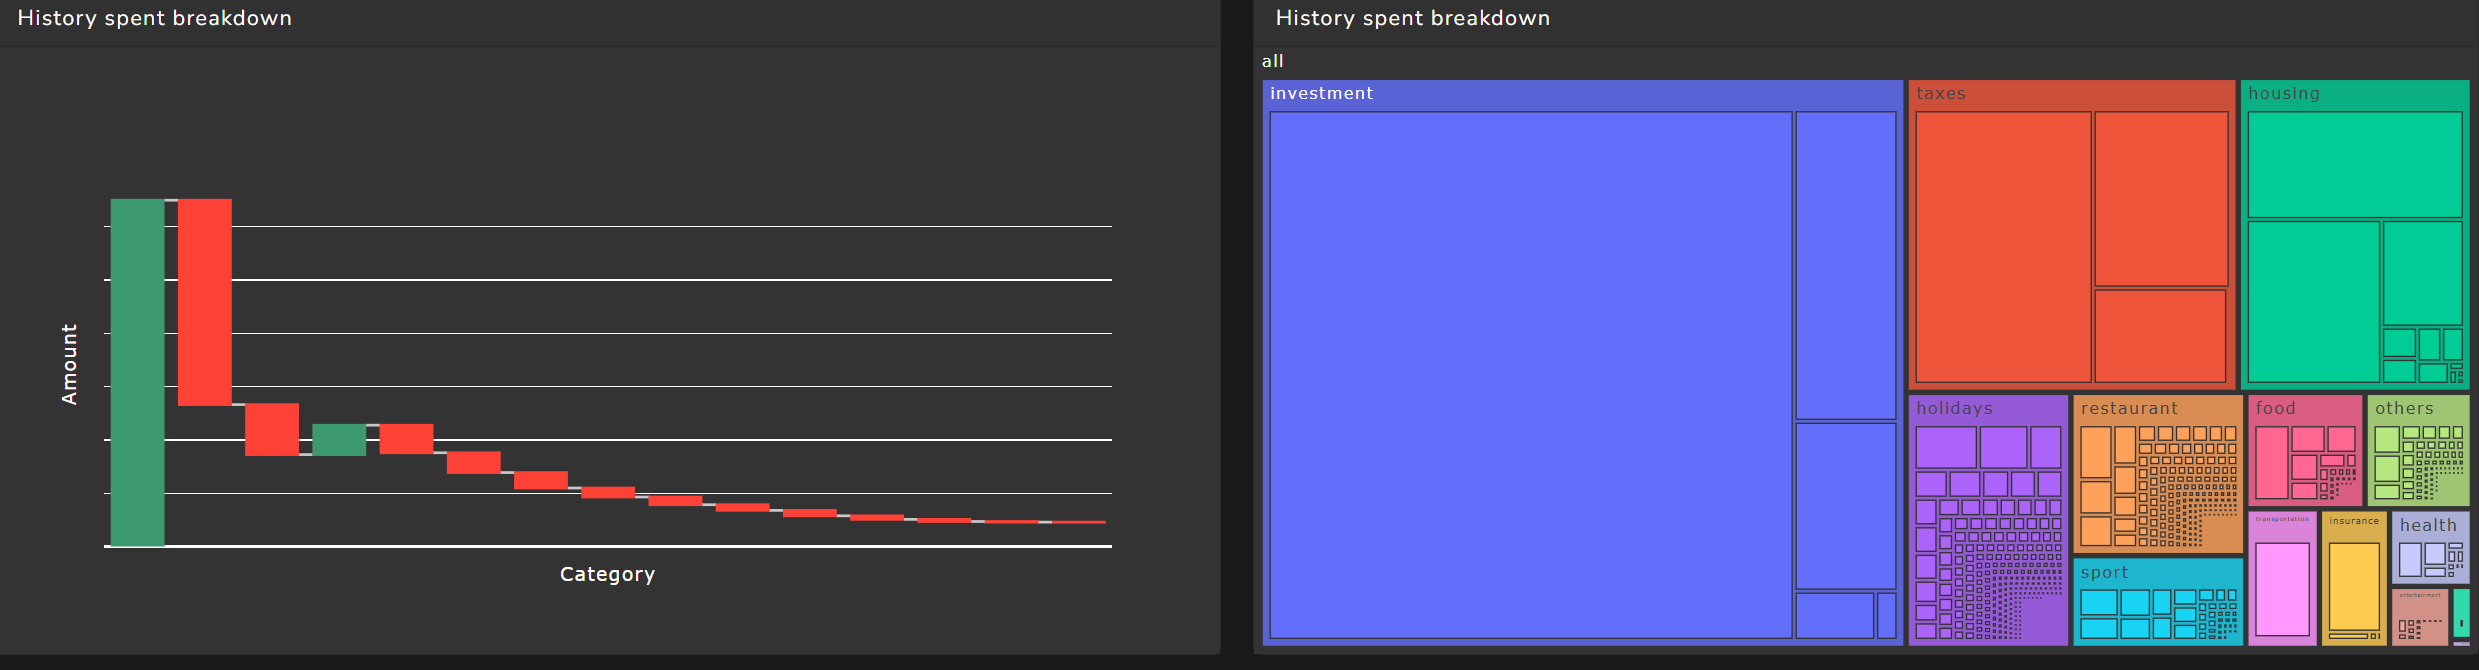 History spent breakdown
Amount
Category
History spent breakdown
all
investment
taxes
housing
holidays
restaurant
food
others
transportation
insurance
health
sport
entertainment